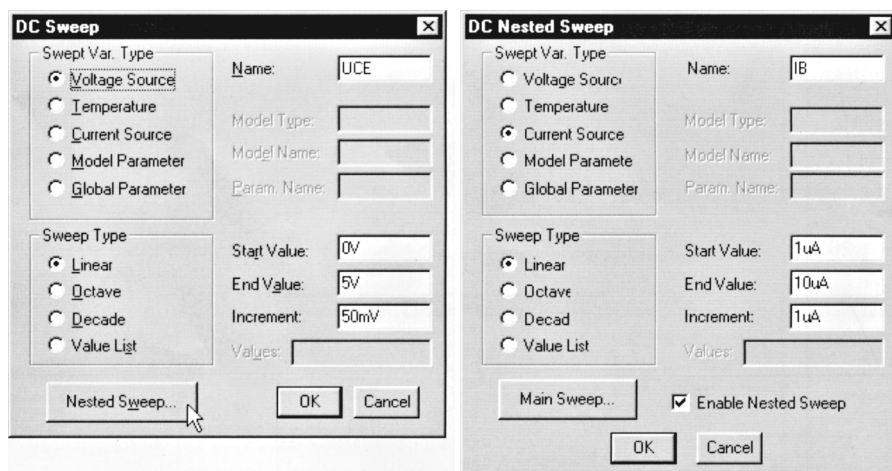 DC Sweep
Swept Var. Type
Voltage Source
Temperature
Current Source
Model Parameter
Global Parameter
Name: UCE
Model Type:
Model Name:
Param. Name:
Sweep Type
Linear
Octave
Decade
Value List
Start Value: 0V
End Value: 5V
Increment: 50mV
Values:
Nested Sweep...
OK
Cancel
DC Nested Sweep
Swept Var. Type
Voltage Sourc
Temperature
Current Source
Model Paramete
Global Parameter
Name: IB
Model Type:
Model Name:
Param. Name:
Sweep Type
Linear
Octave
Decad
Value List
Start Value: 1uA
End Value: 10uA
Increment: 1uA
Values:
Main Sweep...
Enable Nested Sweep
OK
Cancel